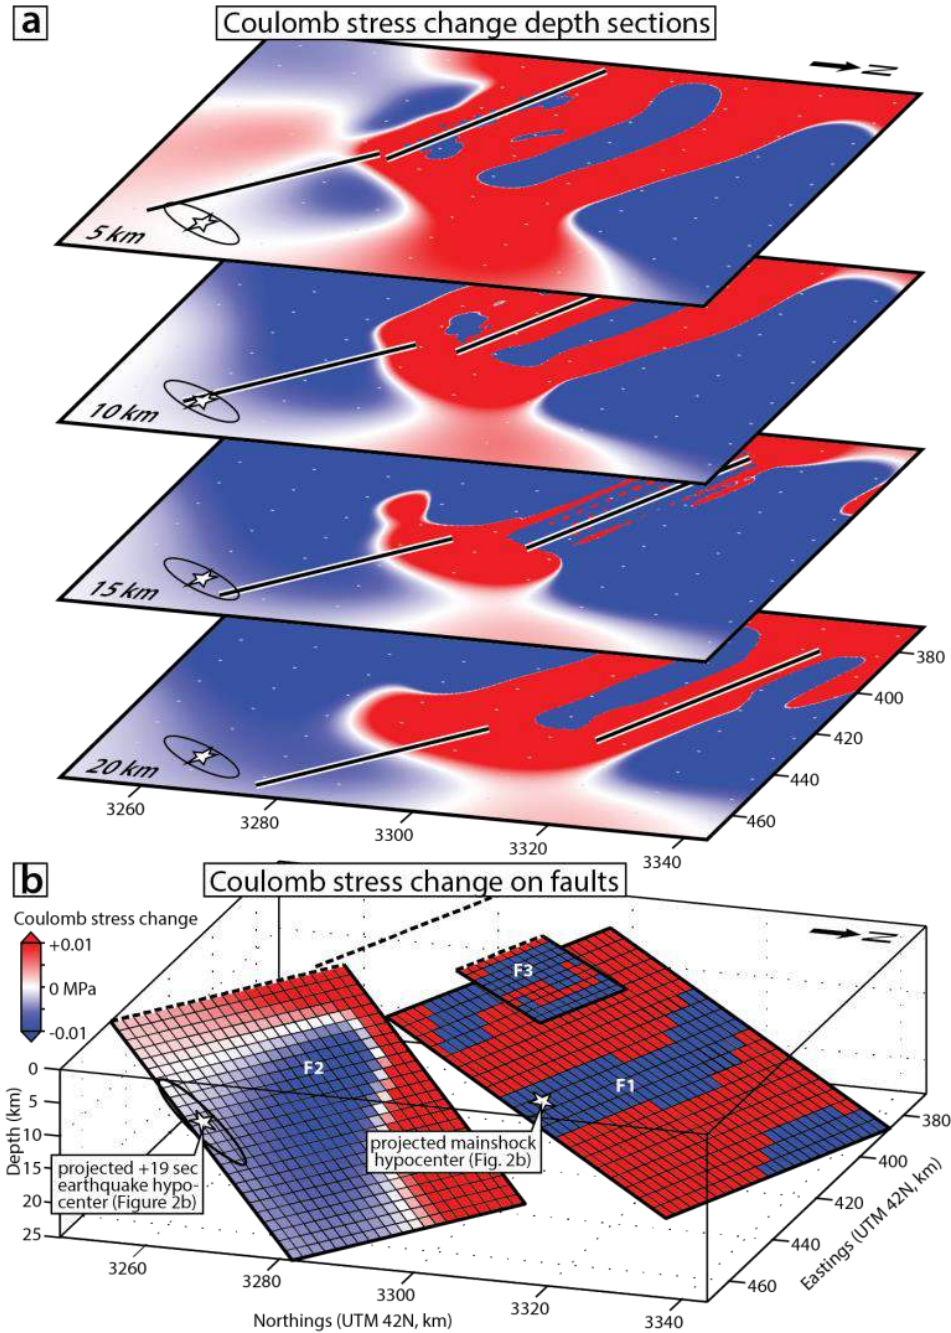 a
Coulomb stress change depth sections
N
5 km
10 km
15 km
20 km
380
400
420
440
460
3260
3280
3300
3320
3340
b
Coulomb stress change on faults
Coulomb stress change
+0.01
0 MPa
-0.01
N
F3
F2
F1
0
5
10
15
20
25
Depth (km)
projected +19 sec
earthquake hypo-
center (Figure 2b)
projected mainshock
hypocenter (Fig. 2b)
380
400
420
440
460
Eastings (UTM 42N, km)
3260
3280
3300
3320
3340
Northings (UTM 42N, km)